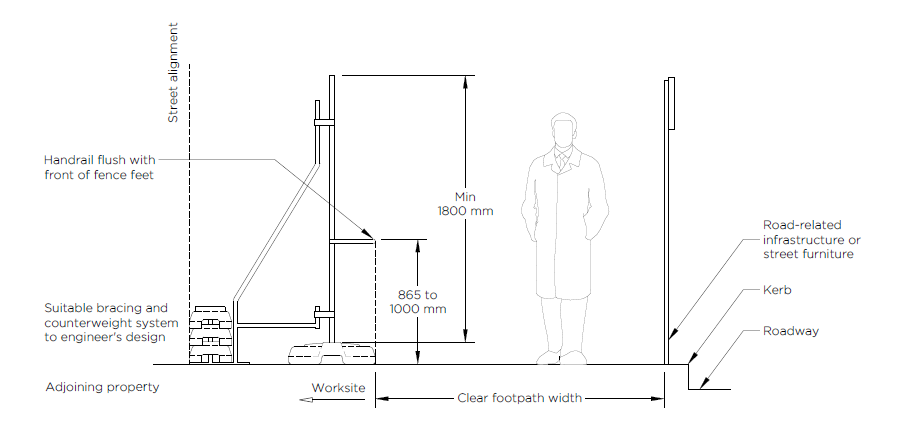 Street alignment
Handrail flush with
front of fence feet
Min
1800 mm
Road-related
infrastructure or
street furniture
865 to
1000 mm
Kerb
Suitable bracing and
counterweight system
to engineer's design
Roadway
Adjoining property
Worksite
Clear footpath width